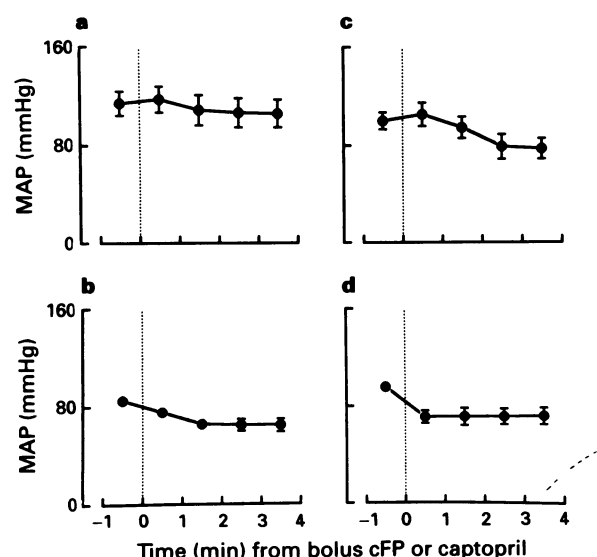 a
c
160
80
0
MAP (mmHg)
b
d
160
80
0
MAP (mmHg)
−1 0 1 2 3 4
−1 0 1 2 3 4
Time (min) from bolus cFP or captopril